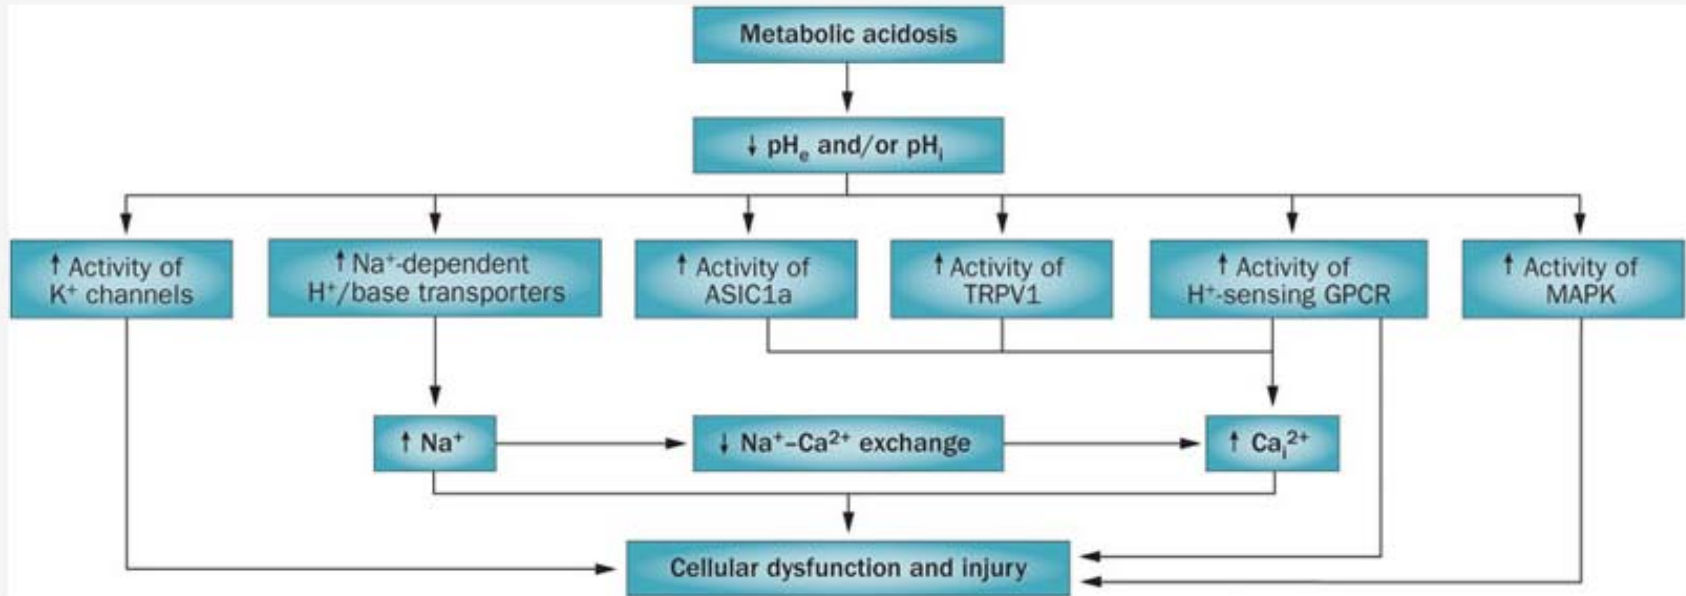 Metabolic acidosis
↓ pHₑ and/or pHᵢ
↑ Activity of
K⁺ channels
↑ Na⁺-dependent
H⁺/base transporters
↑ Activity of
ASIC1a
↑ Activity of
TRPV1
↑ Activity of
H⁺-sensing GPCR
↑ Activity of
MAPK
↑ Na⁺
↓ Na⁺–Ca²⁺ exchange
↑ Caᵢ²⁺
Cellular dysfunction and injury